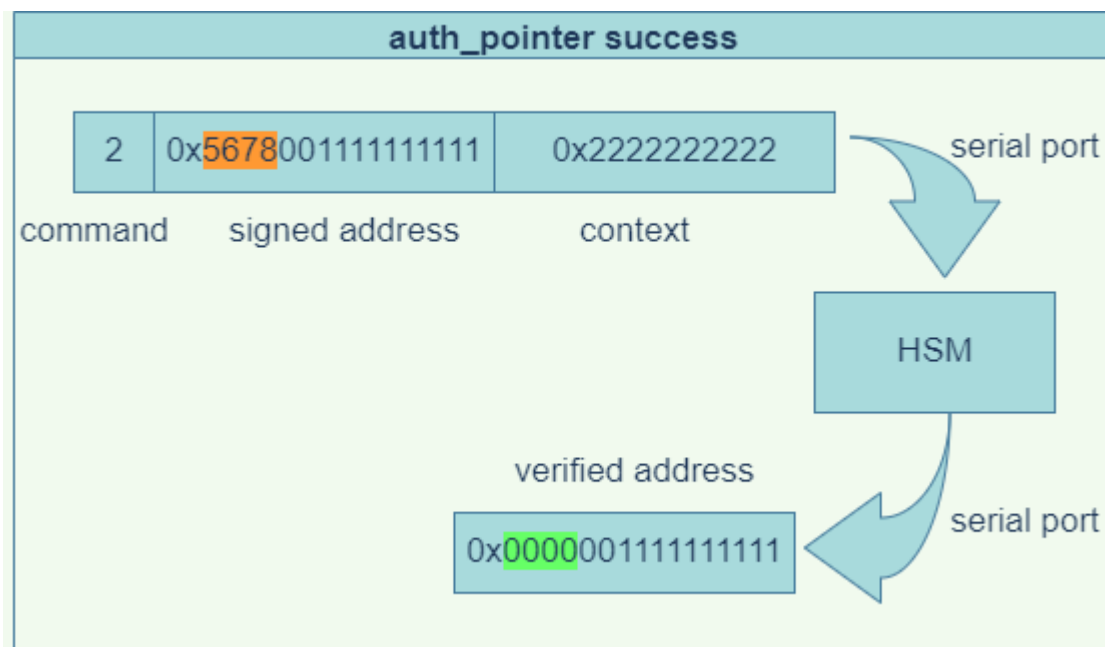 auth_pointer success
2 0x5678001111111111 0x2222222222 serial port
command signed address context
HSM
verified address
serial port
0x0000001111111111